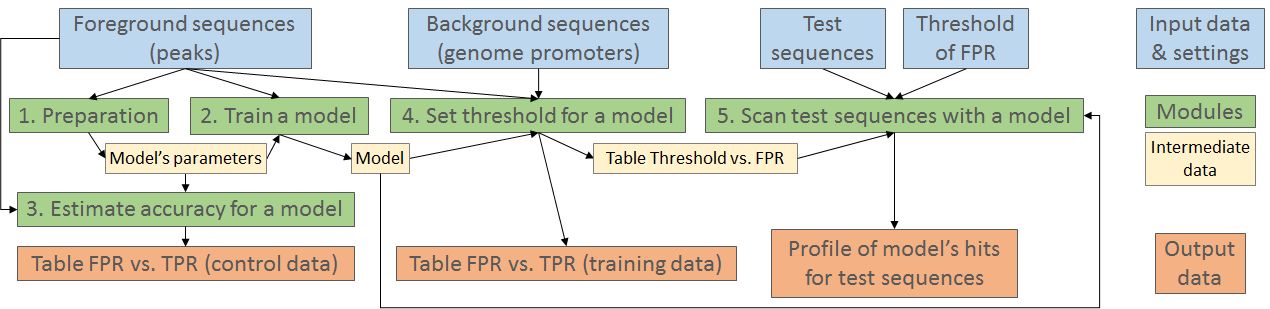 Foreground sequences
(peaks)
Background sequences
(genome promoters)
Test
sequences
Threshold
of FPR
Input data
& settings
1. Preparation
2. Train a model
4. Set threshold for a model
5. Scan test sequences with a model
Modules
Model's parameters
Model
Table Threshold vs. FPR
Intermediate
data
3. Estimate accuracy for a model
Table FPR vs. TPR (control data)
Table FPR vs. TPR (training data)
Profile of model's hits
for test sequences
Output
data